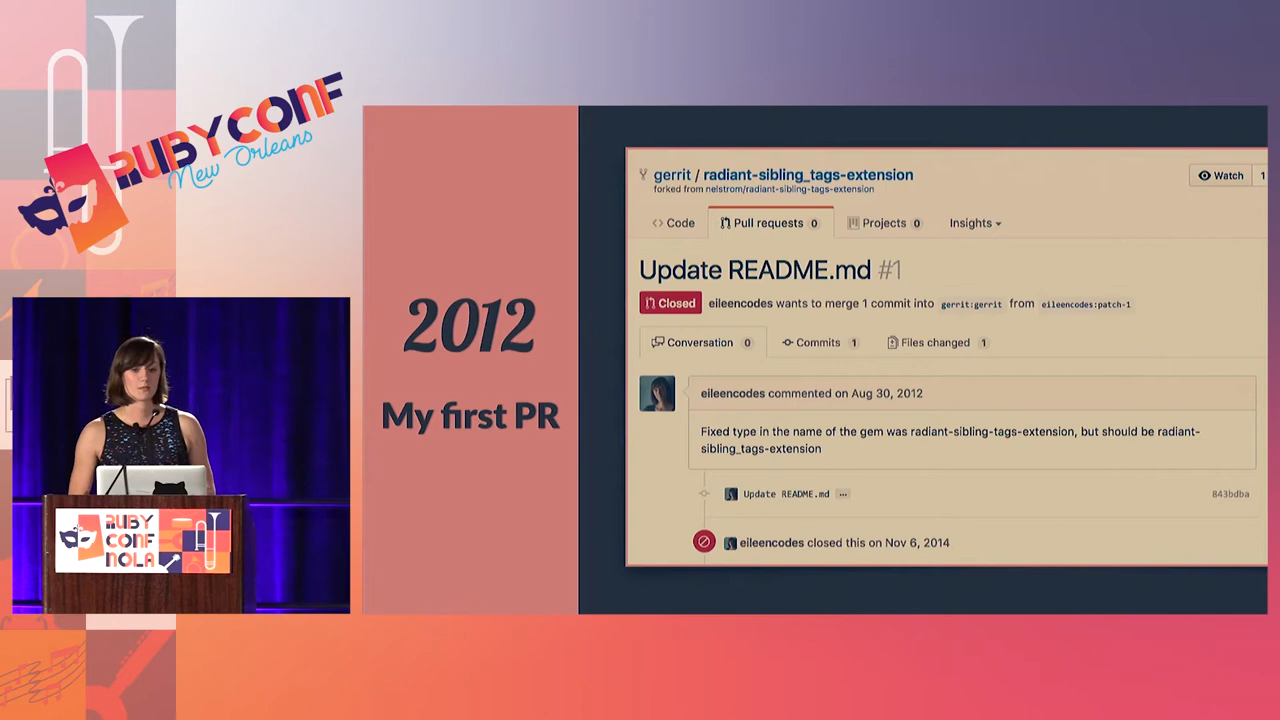 RUBYCONF
New Orleans
2012
My first PR
gerrit / radiant-sibling_tags-extension
forked from nelstrom/radiant-sibling-tags-extension
Watch 1
Code Pull requests 0 Projects 0 Insights
Update README.md #1
Closed eileencodes wants to merge 1 commit into gerrit:gerrit from eileencodes:patch-1
Conversation 0 Commits 1 Files changed 1
eileencodes commented on Aug 30, 2012
Fixed type in the name of the gem was radiant-sibling-tags-extension, but should be radiant-
sibling_tags-extension
Update README.md ... 843bdba
eileencodes closed this on Nov 6, 2014
RUBY
CONF
NOLA